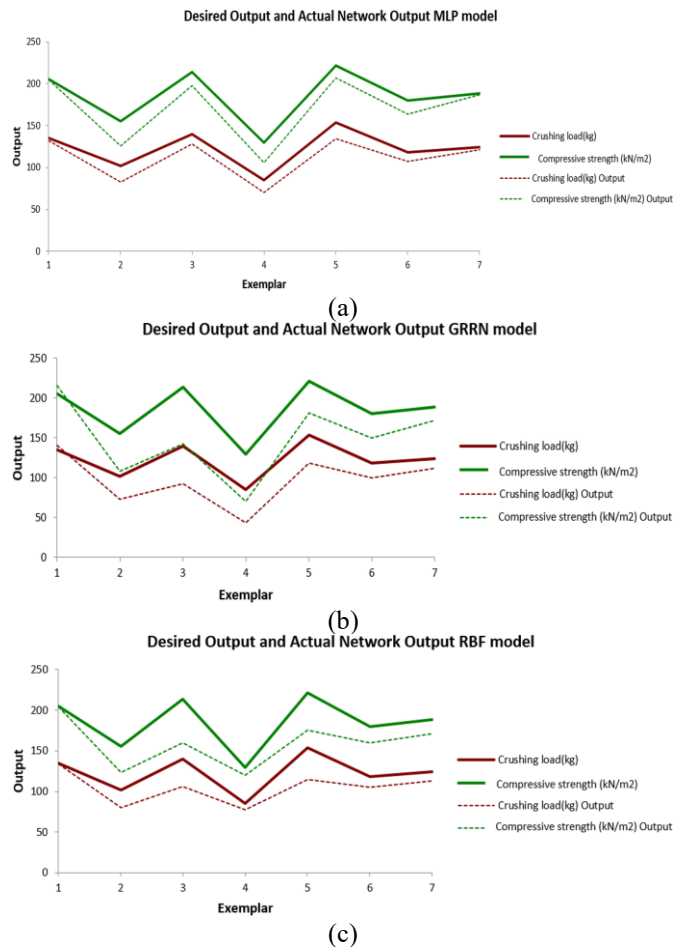 Desired Output and Actual Network Output MLP model
250
200
150
100
50
0
Output
1 2 3 4 5 6 7
Exemplar
Crushing load(kg)
Compressive strength (kN/m2)
Crushing load(kg) Output
Compressive strength (kN/m2) Output
(a)
Desired Output and Actual Network Output GRRN model
250
200
150
100
50
0
Output
1 2 3 4 5 6 7
Exemplar
Crushing load(kg)
Compressive strength (kN/m2)
Crushing load(kg) Output
Compressive strength (kN/m2) Output
(b)
Desired Output and Actual Network Output RBF model
250
200
150
100
50
0
Output
1 2 3 4 5 6 7
Exemplar
Crushing load(kg)
Compressive strength (kN/m2)
Crushing load(kg) Output
Compressive strength (kN/m2) Output
(c)